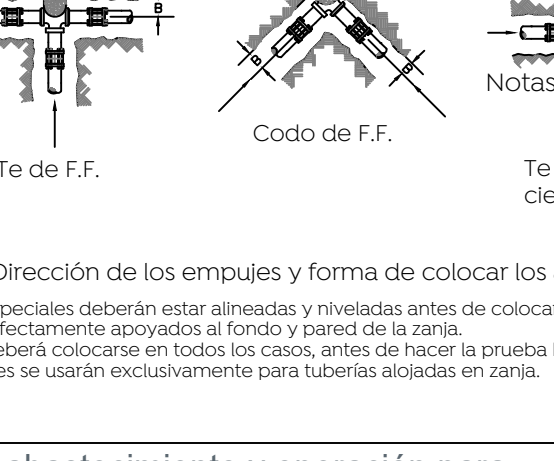 B
B
B
Notas
Codo de F.F.
Te de F.F.
Te
cie
Dirección de los empujes y forma de colocar los
peciales deberán estar alineadas y niveladas antes de colocar
fectamente apoyados al fondo y pared de la zanja.
eberá colocarse en todos los casos, antes de hacer la prueba
es se usarán exclusivamente para tuberías alojadas en zanja.